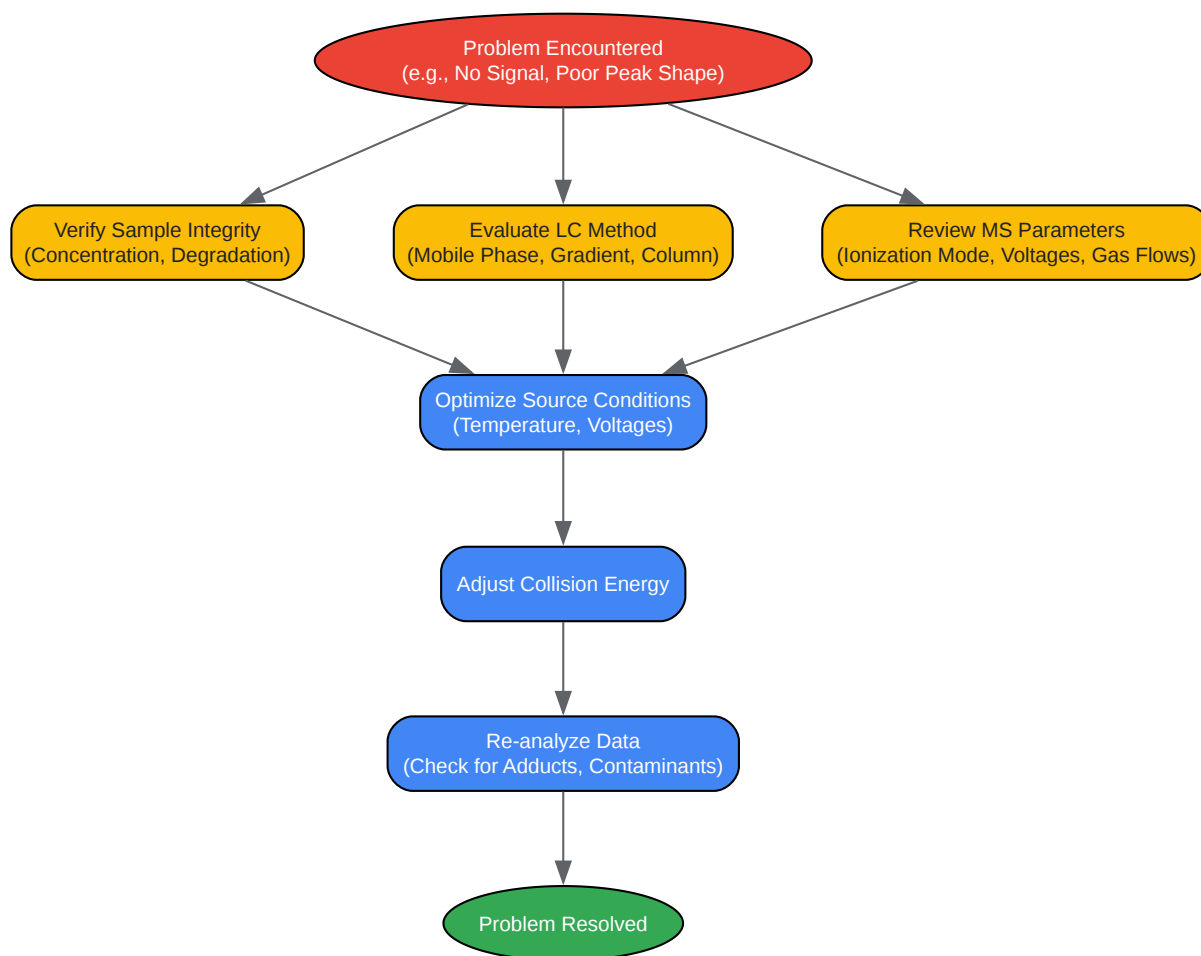 Problem Encountered
(e.g., No Signal, Poor Peak Shape)
Verify Sample Integrity
(Concentration, Degradation)
Evaluate LC Method
(Mobile Phase, Gradient, Column)
Review MS Parameters
(Ionization Mode, Voltages, Gas Flows)
Optimize Source Conditions
(Temperature, Voltages)
Adjust Collision Energy
Re-analyze Data
(Check for Adducts, Contaminants)
Problem Resolved